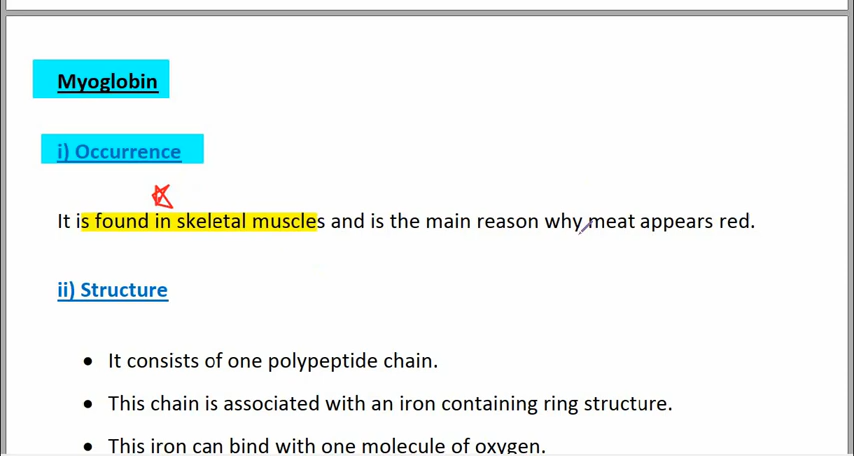 Myoglobin
i) Occurrence
It is found in skeletal muscles and is the main reason why meat appears red.
ii) Structure
• It consists of one polypeptide chain.
• This chain is associated with an iron containing ring structure.
• This iron can bind with one molecule of oxygen.